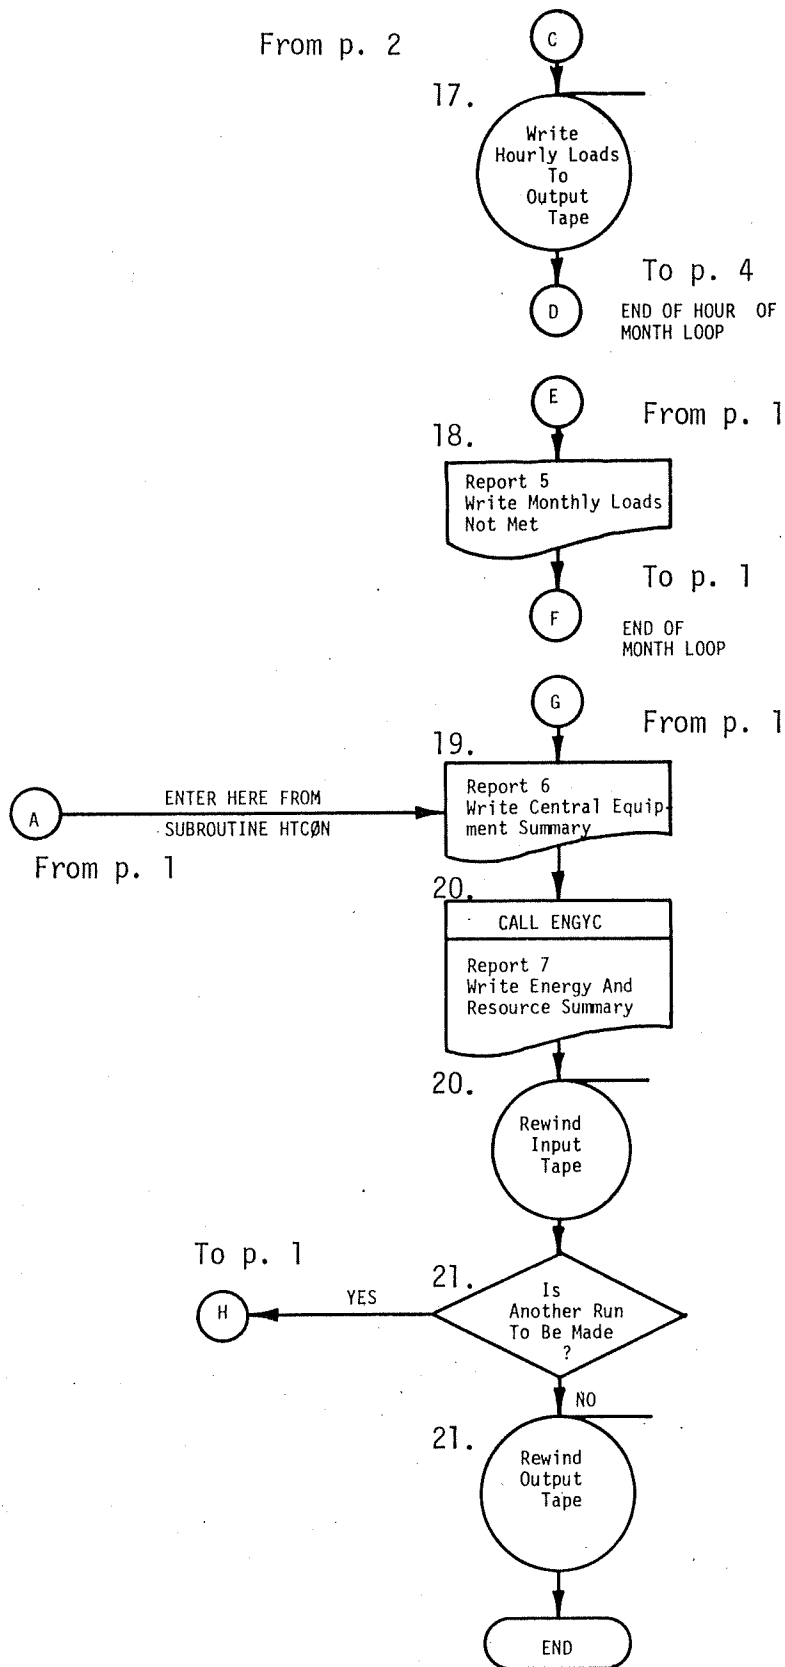 From p. 2
C
17.
Write
Hourly Loads
To
Output
Tape
To p. 4
D
END OF HOUR OF
MONTH LOOP
E
From p. 1
18.
Report 5
Write Monthly Loads
Not Met
To p. 1
F
END OF
MONTH LOOP
G
From p. 1
19.
Report 6
Write Central Equip-
ment Summary
A
ENTER HERE FROM
SUBROUTINE HTCØN
From p. 1
20.
CALL ENGYC
Report 7
Write Energy And
Resource Summary
20.
Rewind
Input
Tape
To p. 1
21.
H
YES
Is
Another Run
To Be Made
?
NO
21.
Rewind
Output
Tape
END